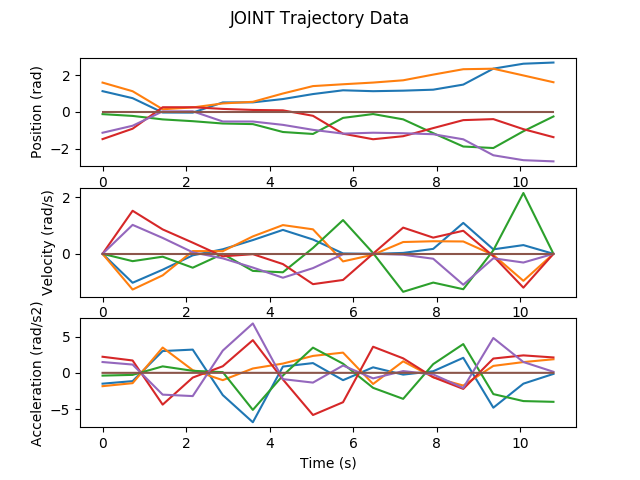 JOINT Trajectory Data
Position (rad)
2
0
−2
0 2 4 6 8 10
Velocity (rad/s)
2
0
0 2 4 6 8 10
Acceleration (rad/s2)
5
0
−5
0 2 4 6 8 10
Time (s)